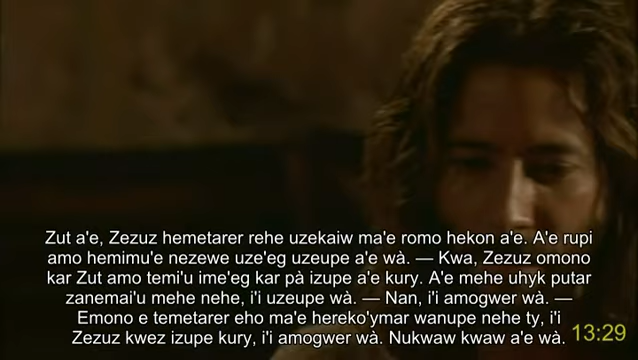 Zut a'e, Zezuz hemetarer rehe uzekaiw ma'e romo hekon a'e. A'e rupi
amo hemimu'e nezewe uze'eg uzeupe a'e wà. — Kwa, Zezuz omono
kar Zut amo temi'u ime'eg kar pà izupe a'e kury. A'e mehe uhyk putar
zanemai'u mehe nehe, i'i uzeupe wà. — Nan, i'i amogwer wà. —
Emono e temetarer eho ma'e hereko'ymar wanupe nehe ty, i'i
Zezuz kwez izupe kury, i'i amogwer wà. Nukwaw kwaw a'e wà.
13:29